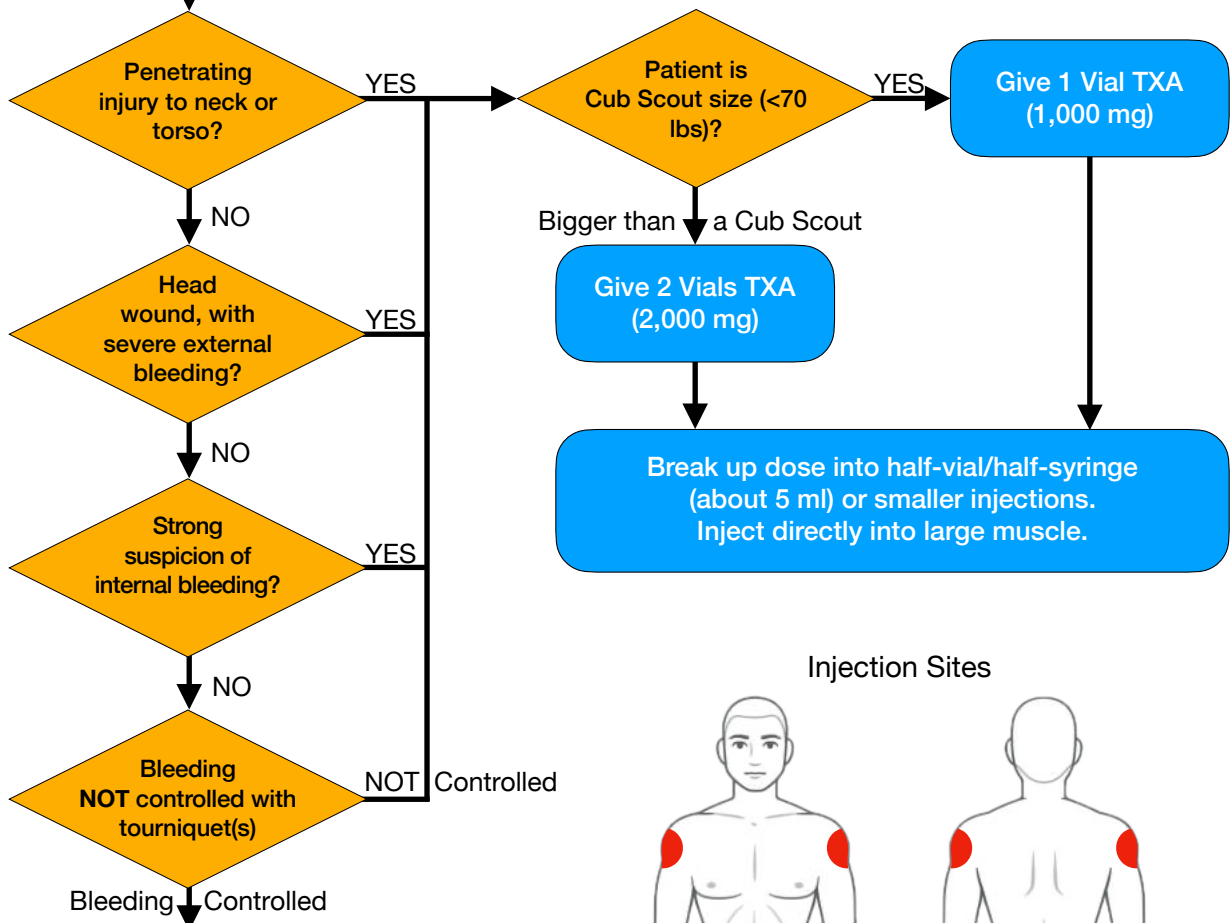 Penetrating
injury to neck or
torso?
YES
Patient is
Cub Scout size (<70
lbs)?
YES
Give 1 Vial TXA
(1,000 mg)
NO
Bigger than a Cub Scout
Head
wound, with
severe external
bleeding?
YES
Give 2 Vials TXA
(2,000 mg)
NO
Break up dose into half-vial/half-syringe
(about 5 ml) or smaller injections.
Inject directly into large muscle.
Strong
suspicion of
internal bleeding?
YES
NO
Injection Sites
Bleeding
NOT controlled with
tourniquet(s)
NOT Controlled
Bleeding Controlled